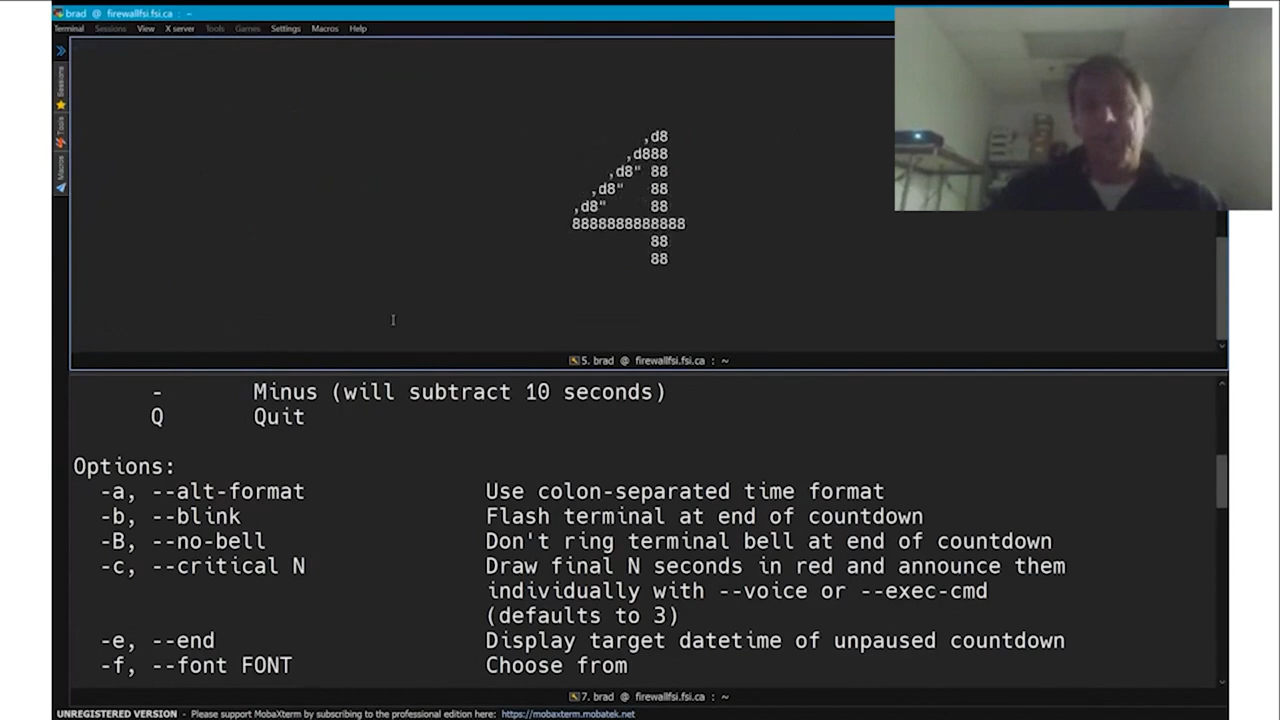 brad @ firewallfsi.fsi.ca : ~
Terminal Sessions View X server Tools Games Settings Macros Help
Sessions
Tools
Macros
,d8
,d888
,d8" 88
,d8" 88
,d8" 88
8888888888888
88
88
5. brad @ firewallfsi.fsi.ca : ~
- Minus (will subtract 10 seconds)
Q Quit
Options:
-a, --alt-format Use colon-separated time format
-b, --blink Flash terminal at end of countdown
-B, --no-bell Don't ring terminal bell at end of countdown
-c, --critical N Draw final N seconds in red and announce them
individually with --voice or --exec-cmd
(defaults to 3)
-e, --end Display target datetime of unpaused countdown
-f, --font FONT Choose from
7. brad @ firewallfsi.fsi.ca : ~
UNREGISTERED VERSION - Please support MobaXterm by subscribing to the professional edition here: https://mobaxterm.mobatek.net